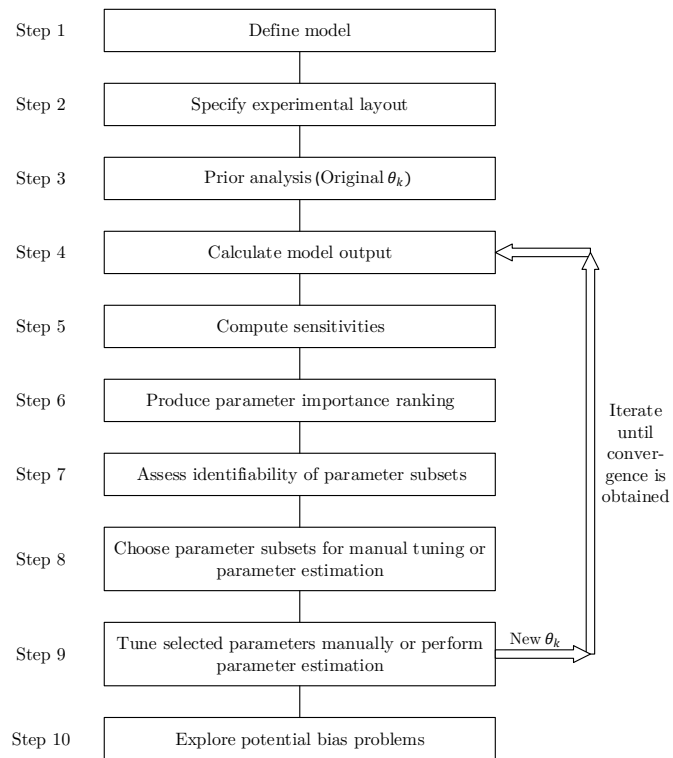 Step 1
Define model
Step 2
Specify experimental layout
Step 3
Prior analysis (Original θk)
Step 4
Calculate model output
Step 5
Compute sensitivities
Step 6
Produce parameter importance ranking
Step 7
Assess identifiability of parameter subsets
Step 8
Choose parameter subsets for manual tuning or
parameter estimation
Step 9
Tune selected parameters manually or perform
parameter estimation
New θk
Iterate
until
conver-
gence is
obtained
Step 10
Explore potential bias problems